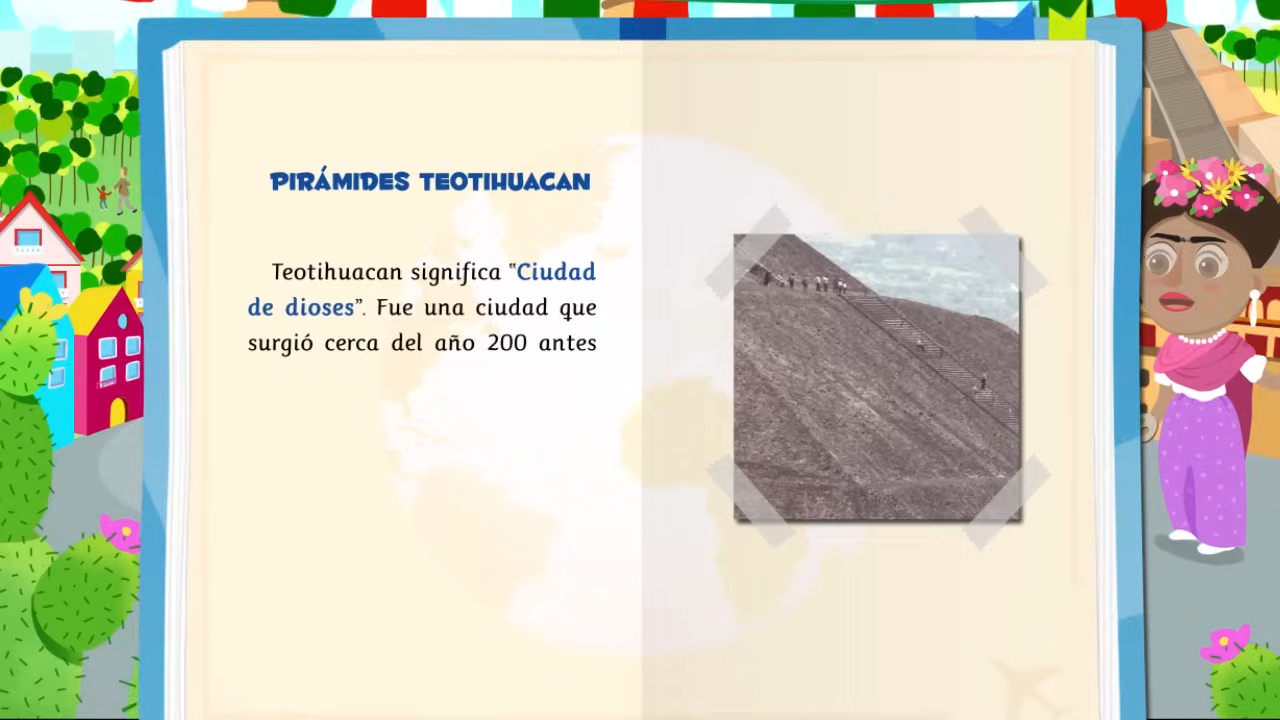 PIRÁMIDES TEOTIHUACAN
Teotihuacan significa “Ciudad
de dioses”. Fue una ciudad que
surgió cerca del año 200 antes